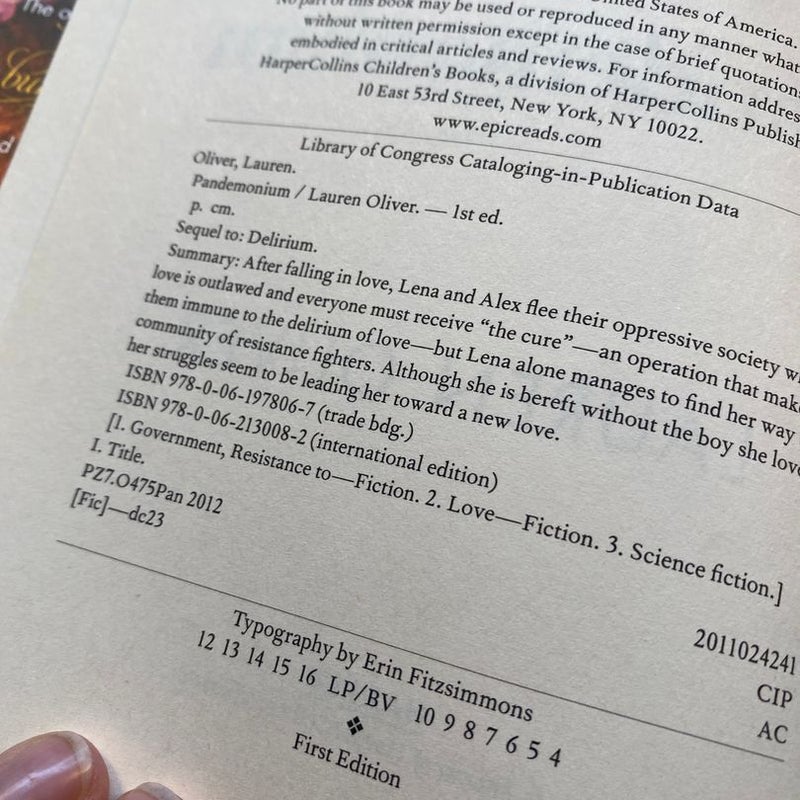 The
nited States of America.
No part of this book may be used or reproduced in any manner what
without written permission except in the case of brief quotations
embodied in critical articles and reviews. For information addres
HarperCollins Children's Books, a division of HarperCollins Publish
10 East 53rd Street, New York, NY 10022.
www.epicreads.com
Library of Congress Cataloging-in-Publication Data
Oliver, Lauren.
Pandemonium / Lauren Oliver. — 1st ed.
p. cm.
Sequel to: Delirium.
Summary: After falling in love, Lena and Alex flee their oppressive society w
love is outlawed and everyone must receive “the cure”—an operation that make
them immune to the delirium of love—but Lena alone manages to find her way
community of resistance fighters. Although she is bereft without the boy she love
her struggles seem to be leading her toward a new love.
ISBN 978-0-06-197806-7 (trade bdg.)
ISBN 978-0-06-213008-2 (international edition)
[1. Government, Resistance to—Fiction. 2. Love—Fiction. 3. Science fiction.]
I. Title.
PZ7.O475Pan 2012
[Fic]—dc23
2011024241
CIP
AC
Typography by Erin Fitzsimmons
12 13 14 15 16 LP/BV 10 9 8 7 6 5 4
First Edition